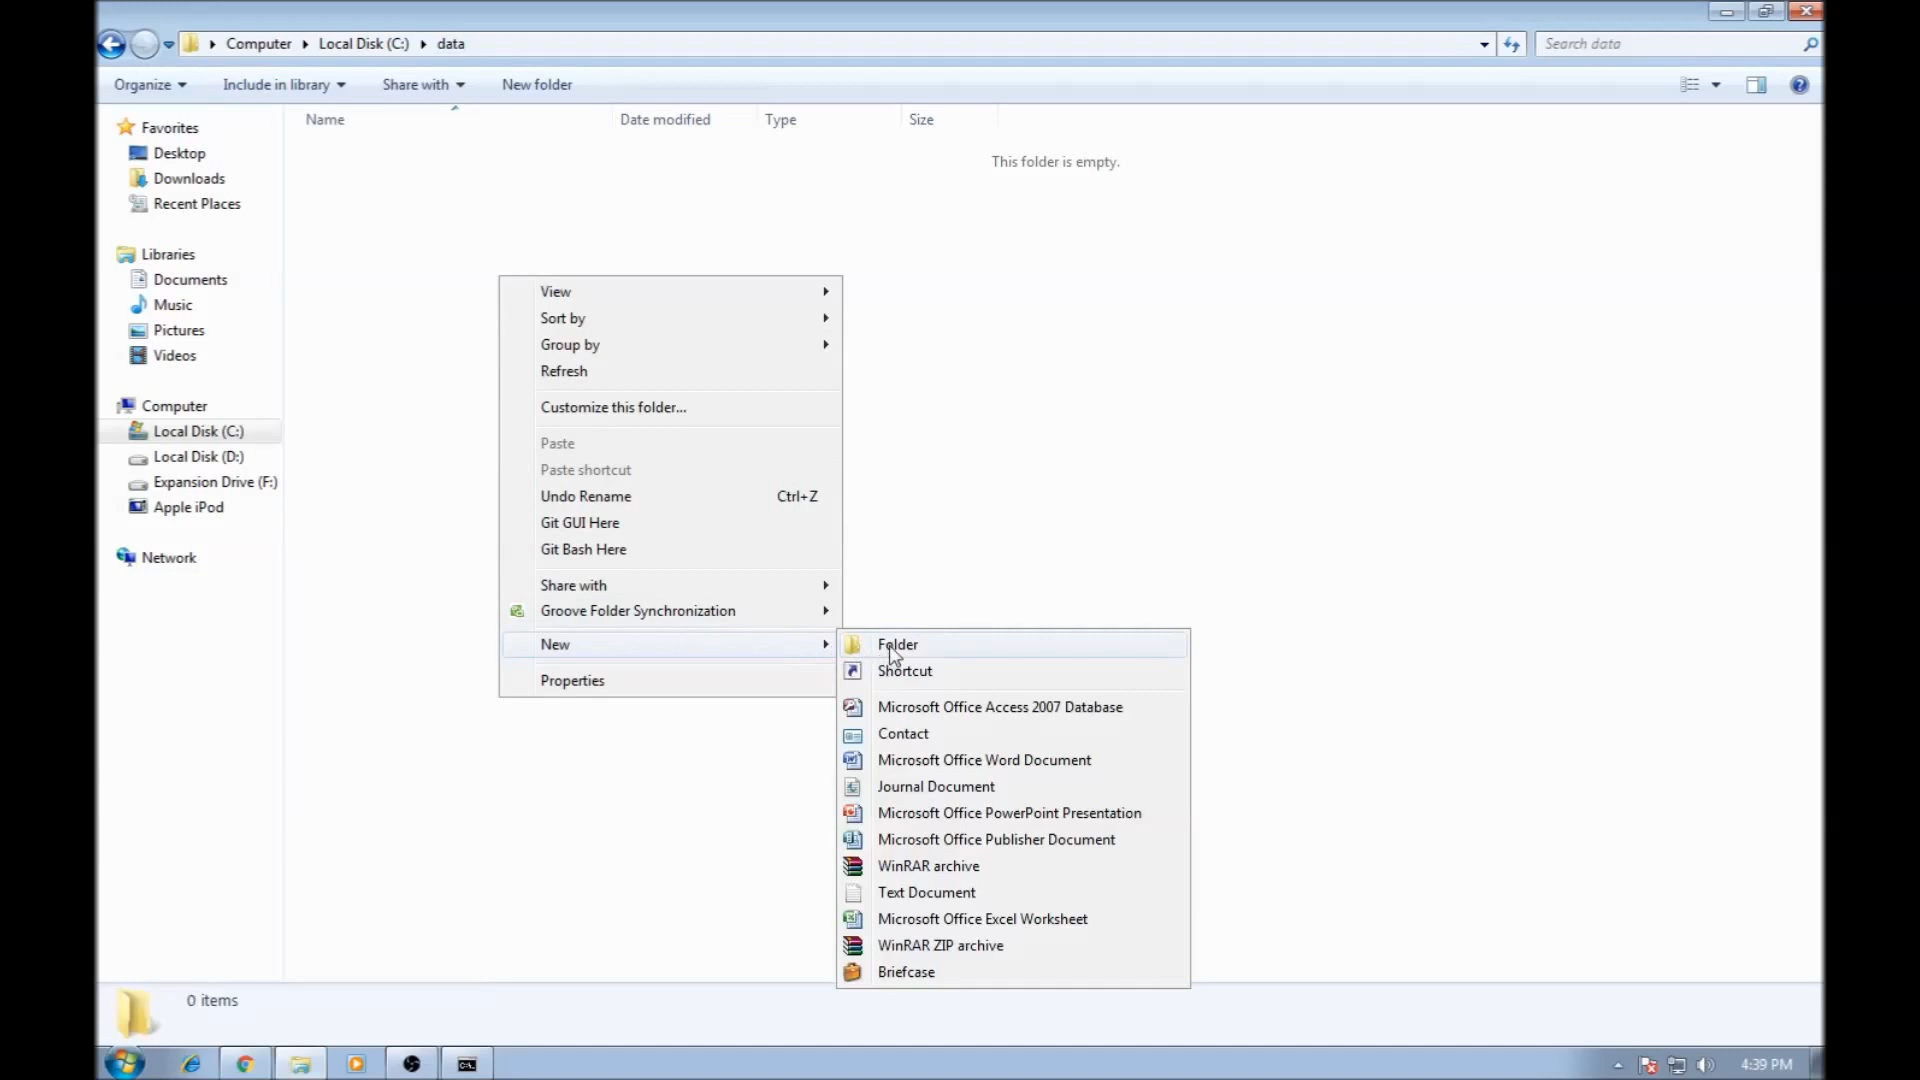 Computer Local Disk (C:) data
Search data
Organize Include in library Share with New folder
Name Date modified Type Size
This folder is empty.
Favorites
Desktop
Downloads
Recent Places
Libraries
Documents
Music
Pictures
Videos
Computer
Local Disk (C:)
Local Disk (D:)
Expansion Drive (F:)
Apple iPod
Network
View
Sort by
Group by
Refresh
Customize this folder...
Paste
Paste shortcut
Undo Rename Ctrl+Z
Git GUI Here
Git Bash Here
Share with
Groove Folder Synchronization
New
Properties
Folder
Shortcut
Microsoft Office Access 2007 Database
Contact
Microsoft Office Word Document
Journal Document
Microsoft Office PowerPoint Presentation
Microsoft Office Publisher Document
WinRAR archive
Text Document
Microsoft Office Excel Worksheet
WinRAR ZIP archive
Briefcase
0 items
4:39 PM